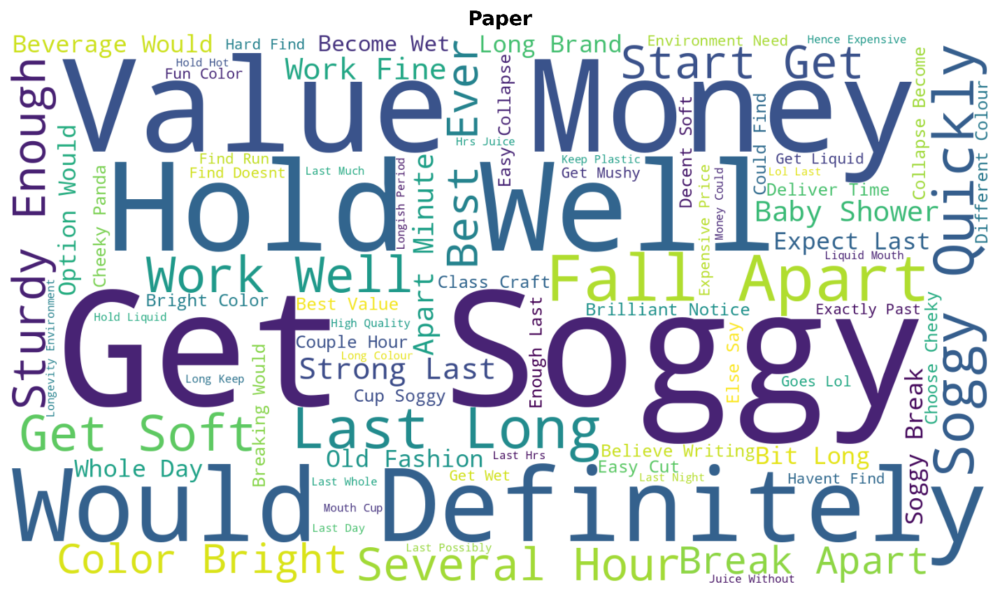 Paper
Beverage Would
Hard Find
Become Wet
Long Brand
Environment Need
Hence Expensive
Hold Hot
Fun Color
Work Fine
Start Get
Value Money
Sturdy Enough
Best Ever
Easy Collapse
Decent Soft
Could Find
Collapse Become
Quickly
Different Colour
Hrs Juice
Option Would
Cheeky Panda
Find Run
Find Doesnt
Last Much
Longish Period
Apart Minute
Keep Plastic
Get Mushy
Expensive Price
Money Could
Get Liquid
Lol Last
Deliver Time
Baby Shower
Hold Well
Expect Last
Liquid Mouth
Work Well
Class Craft
Fall Apart
Longevity Environment
Bright Color
Best Value
Brilliant Notice
Exactly Past
Hold Liquid
High Quality
Couple Hour
Long Colour
Strong Last
Enough Last
Else Say
Choose Cheeky
Get Soggy
Long Keep
Breaking Would
Cup Soggy
Goes Lol
Soggy Break
Soggy
Get Soft
Last Long
Old Fashion
Last Hrs
Believe Writing
Bit Long
Whole Day
Easy Cut
Get Wet
Last Night
Havent Find
Last Whole
Would Definitely
Mouth Cup
Last Day
Color Bright
Last Possibly
Several Hour
Break Apart
Juice Without